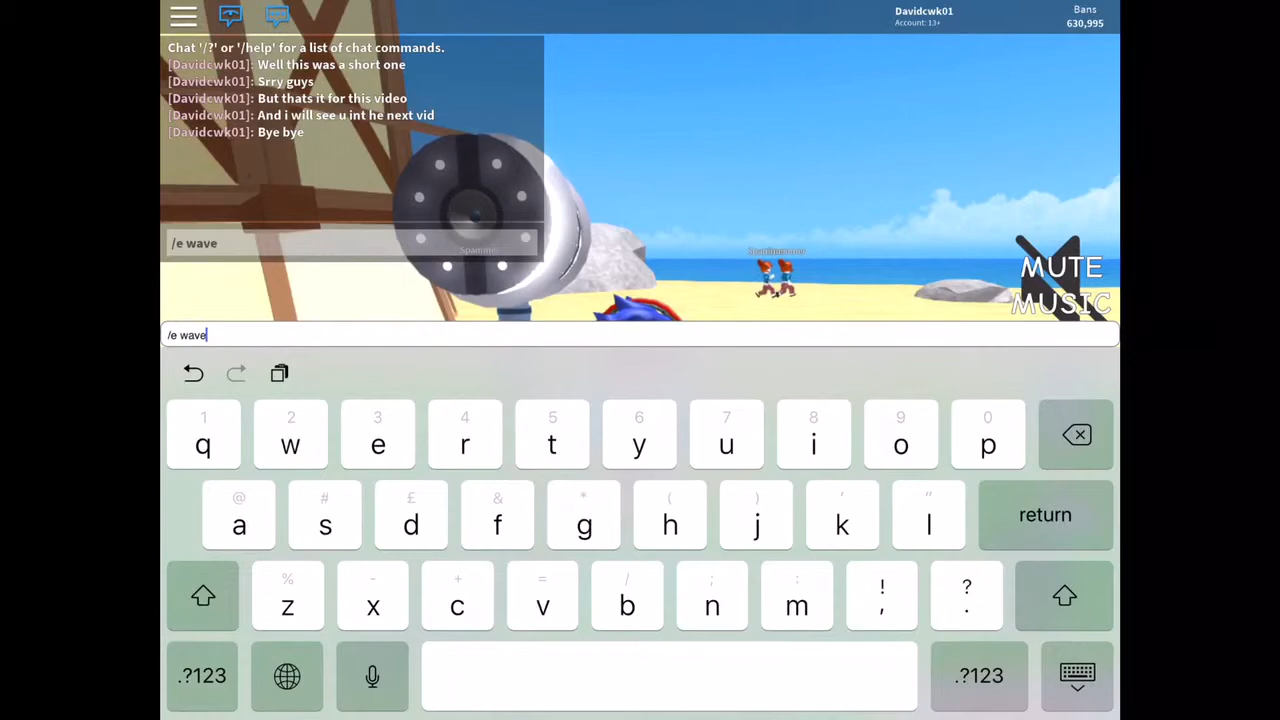 Davidcwk01
Account: 13+
Bans
630,995
Chat '/?' or '/help' for a list of chat commands.
[Davidcwk01]: Well this was a short one
[Davidcwk01]: Srry guys
[Davidcwk01]: But thats it for this video
[Davidcwk01]: And i will see u int he next vid
[Davidcwk01]: Bye bye
/e wave
MUTE
MUSIC
/e wave
1 2 3 4 5 6 7 8 9 0
q w e r t y u i o p
@ # £ & * ( ) ' "
a s d f g h j k l return
% - + = / ; : ! ?
z x c v b n m , .
.?123 .?123